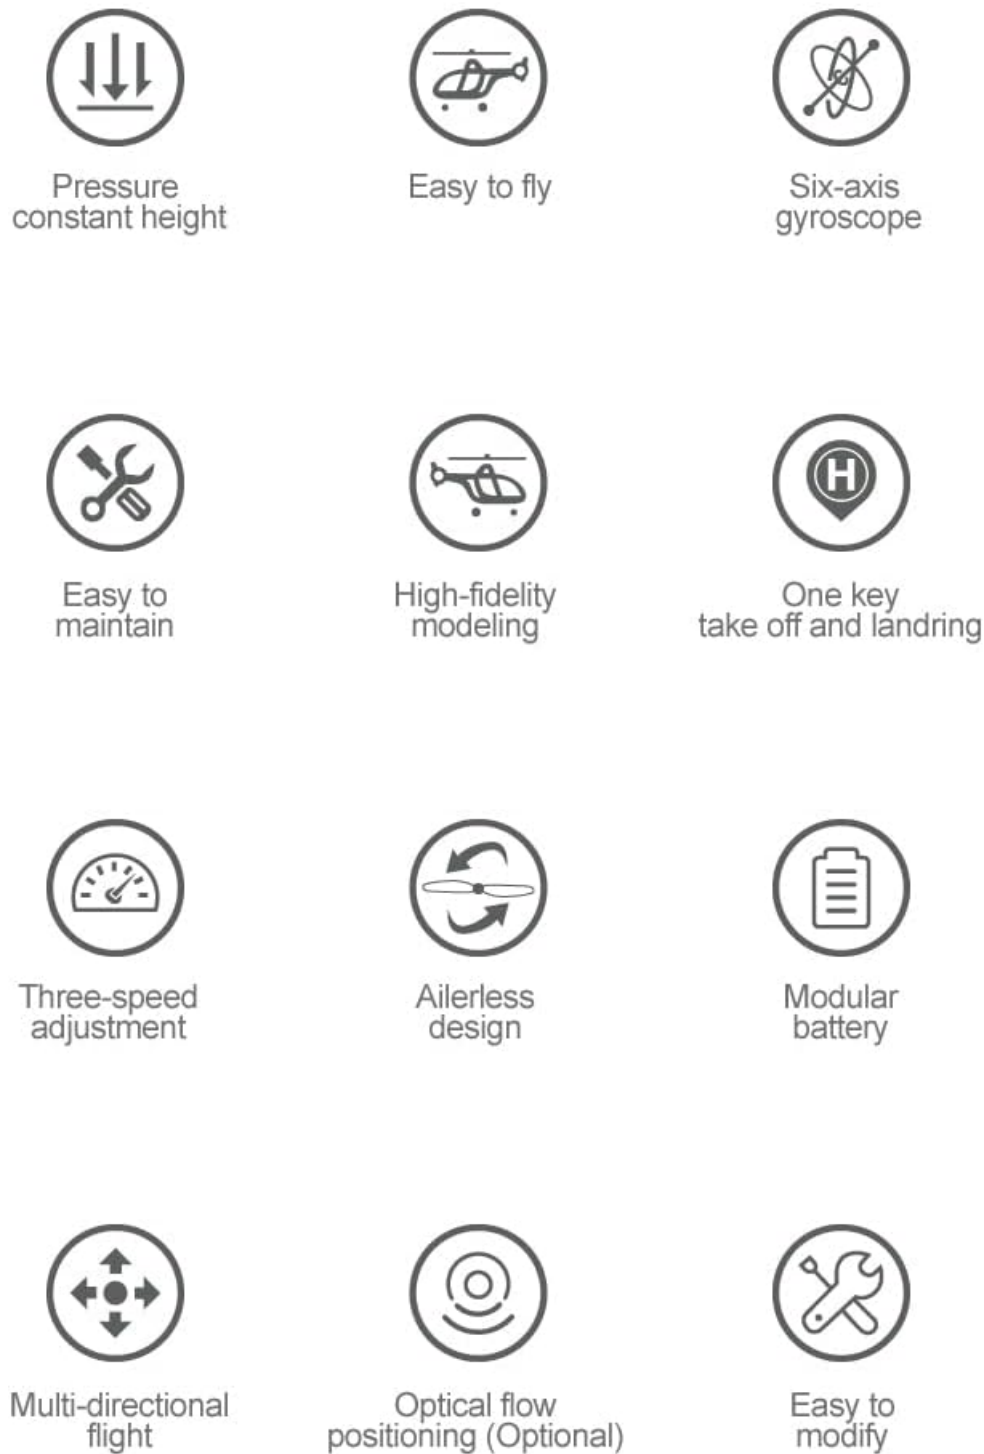 Pressure
constant height
Easy to fly
Six-axis
gyroscope
Easy to
maintain
High-fidelity
modeling
H
One key
take off and landring
Three-speed
adjustment
Ailerless
design
Modular
battery
Multi-directional
flight
Optical flow
positioning (Optional)
Easy to
modify